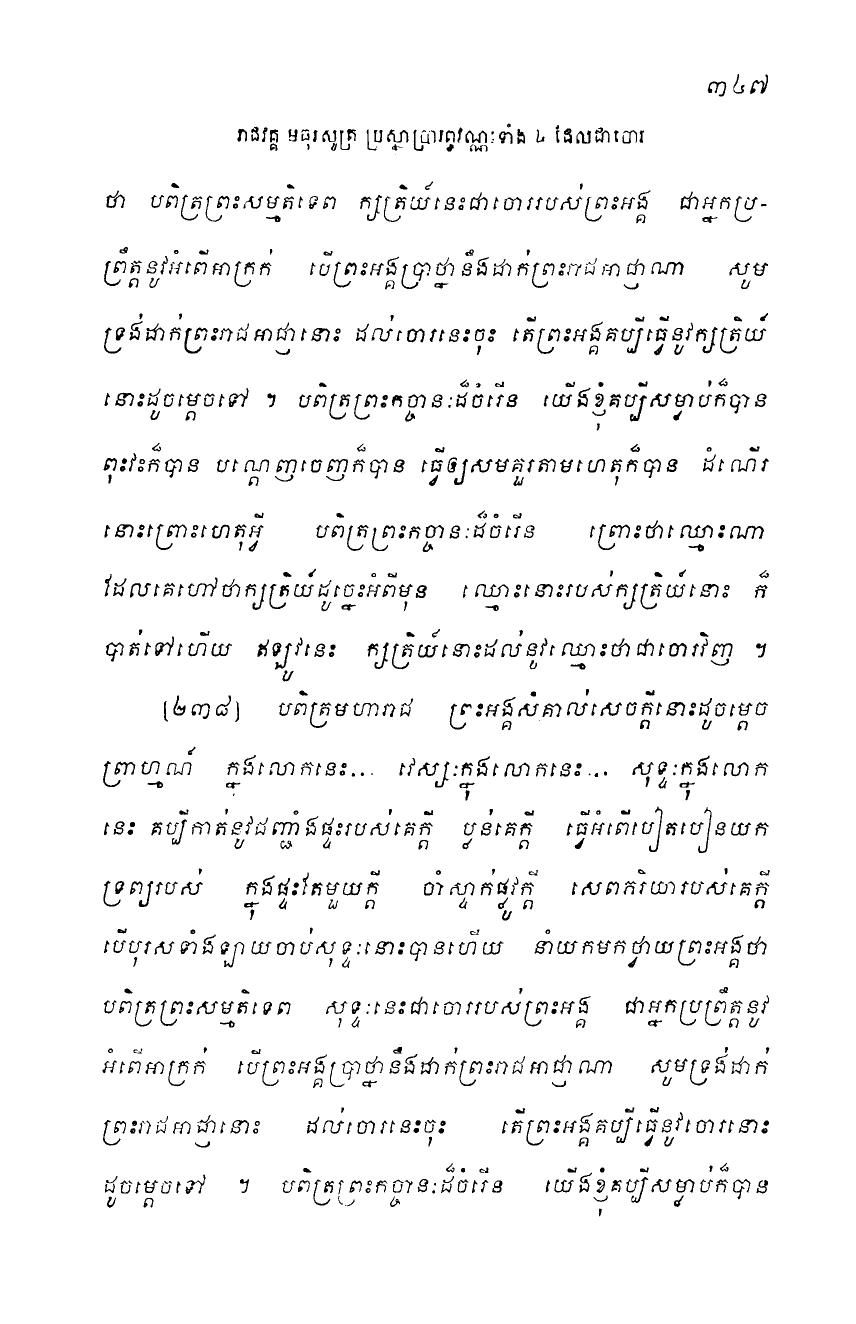 ៣៤៧
រាជវគ្គ មធុរសូត្រ ប្រស្នាប្រារព្ធវណ្ណៈទាំង ៤ ដែលជាចោរ
ថា បពិត្រព្រះសម្មតិទេព ក្សត្រិយ៍នេះជាចោររបស់ព្រះអង្គ ជាអ្នកប្រ-
ព្រឹត្តនូវអំពើអាក្រក់ បើព្រះអង្គប្រាថ្នានឹងដាក់ព្រះរាជអាជ្ញាណា សូម
ទ្រង់ដាក់ព្រះរាជអាជ្ញានោះ ដល់ចោរនេះចុះ តើព្រះអង្គគប្បីធ្វើនូវក្សត្រិយ៍
នោះដូចម្តេចទៅ ។ បពិត្រព្រះកច្ចានៈដ៏ចំរើន យើងខ្ញុំគប្បីសម្លាប់ក៏បាន
ពុះវះក៏បាន បណ្តេញចេញក៏បាន ធ្វើឲ្យសមគួរតាមហេតុក៏បាន ដំណើរ
នោះព្រោះហេតុអ្វី បពិត្រព្រះកច្ចានៈដ៏ចំរើន ព្រោះថាឈ្មោះណា
ដែលគេហៅថាក្សត្រិយ៍ដូច្នេះអំពីមុន ឈ្មោះនោះរបស់ក្សត្រិយ៍នោះ ក៏
បាត់ទៅហើយ ឥឡូវនេះ ក្សត្រិយ៍នោះដល់នូវឈ្មោះថាជាចោរវិញ ។
[២៣៨] បពិត្រមហារាជ ព្រះអង្គសំគាល់សេចក្តីនោះដូចម្តេច
ព្រាហ្មណ៍ ក្នុងលោកនេះ... វេស្សៈក្នុងលោកនេះ... សុទ្ទៈក្នុងលោក
នេះ គប្បីកាត់នូវជញ្ជាំងផ្ទះរបស់គេក្តី ប្លន់គេក្តី ធ្វើអំពើបៀតបៀនយក
ទ្រព្យរបស់ ក្នុងផ្ទះតែមួយក្តី ចាំស្ទាក់ផ្លូវក្តី សេពភរិយារបស់គេក្តី
បើបុរសទាំងឡាយចាប់សុទ្ទៈនោះបានហើយ នាំយកមកថ្វាយព្រះអង្គថា
បពិត្រព្រះសម្មតិទេព សុទ្ទៈនេះជាចោររបស់ព្រះអង្គ ជាអ្នកប្រព្រឹត្តនូវ
អំពើអាក្រក់ បើព្រះអង្គប្រាថ្នានឹងដាក់ព្រះរាជអាជ្ញាណា សូមទ្រង់ដាក់
ព្រះរាជអាជ្ញានោះ ដល់ចោរនេះចុះ តើព្រះអង្គគប្បីធ្វើនូវចោរនោះ
ដូចម្តេចទៅ ។ បពិត្រព្រះកច្ចានៈដ៏ចំរើន យើងខ្ញុំគប្បីសម្លាប់ក៏បាន